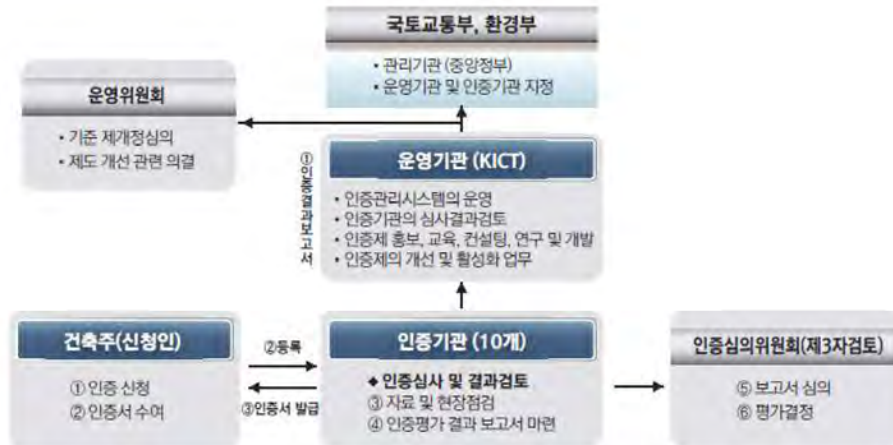 국토교통부, 환경부
• 관리기관 (중앙정부)
• 운영기관 및 인증기관 지정
운영위원회
• 기준 제개정심의
• 제도 개선 관련 의결
①인증결과보고서
운영기관 (KICT)
• 인증관리시스템의 운영
• 인증기관의 심사결과검토
• 인증제 홍보, 교육, 컨설팅, 연구 및 개발
• 인증제의 개선 및 활성화 업무
건축주(신청인)
① 인증 신청
② 인증서 수여
②등록
③인증서 발급
인증기관 (10개)
◆ 인증심사 및 결과검토
③ 자료 및 현장점검
④ 인증평가 결과 보고서 마련
인증심의위원회(제3자검토)
⑤ 보고서 심의
⑥ 평가결정